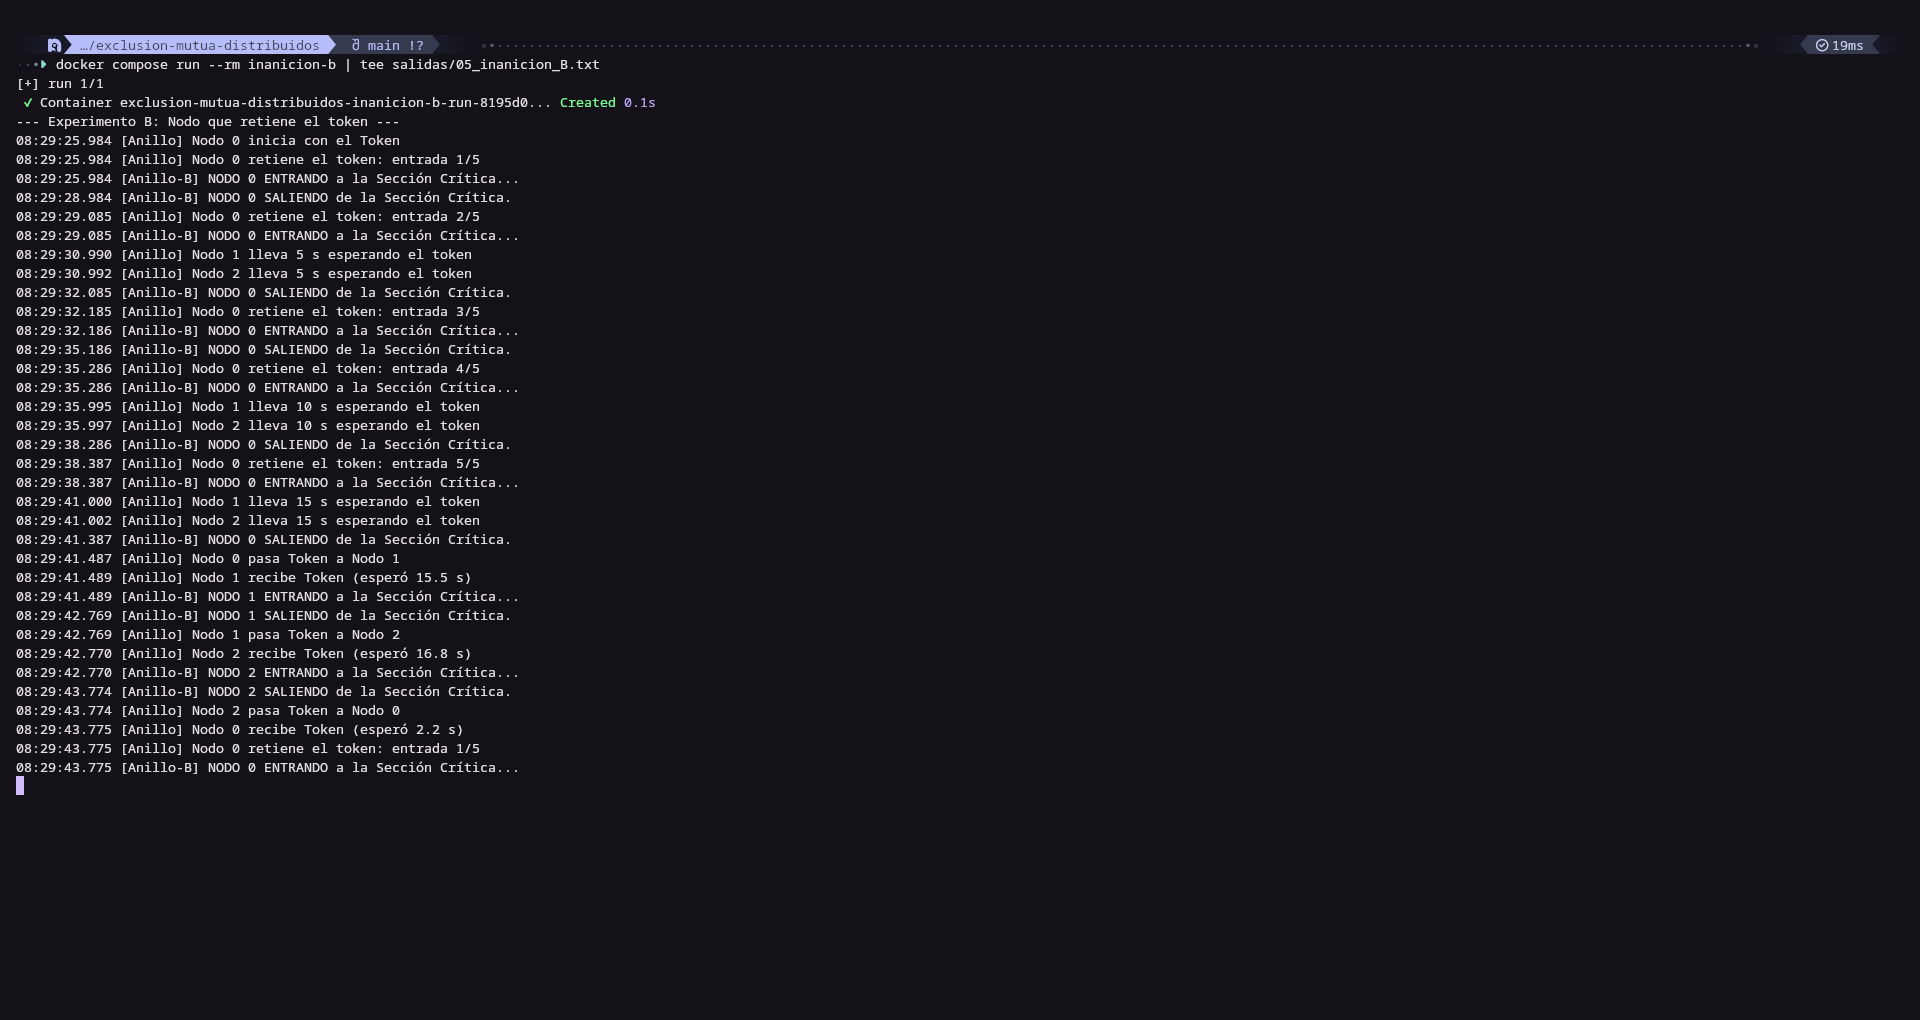 …/exclusion-mutua-distribuidos main !? 19ms
docker compose run --rm inanicion-b | tee salidas/05_inanicion_B.txt
[+] run 1/1
✓ Container exclusion-mutua-distribuidos-inanicion-b-run-8195d0... Created 0.1s
--- Experimento B: Nodo que retiene el token ---
08:29:25.984 [Anillo] Nodo 0 inicia con el Token
08:29:25.984 [Anillo] Nodo 0 retiene el token: entrada 1/5
08:29:25.984 [Anillo-B] NODO 0 ENTRANDO a la Sección Crítica...
08:29:28.984 [Anillo-B] NODO 0 SALIENDO de la Sección Crítica.
08:29:29.085 [Anillo] Nodo 0 retiene el token: entrada 2/5
08:29:29.085 [Anillo-B] NODO 0 ENTRANDO a la Sección Crítica...
08:29:30.990 [Anillo] Nodo 1 lleva 5 s esperando el token
08:29:30.992 [Anillo] Nodo 2 lleva 5 s esperando el token
08:29:32.085 [Anillo-B] NODO 0 SALIENDO de la Sección Crítica.
08:29:32.185 [Anillo] Nodo 0 retiene el token: entrada 3/5
08:29:32.186 [Anillo-B] NODO 0 ENTRANDO a la Sección Crítica...
08:29:35.186 [Anillo-B] NODO 0 SALIENDO de la Sección Crítica.
08:29:35.286 [Anillo] Nodo 0 retiene el token: entrada 4/5
08:29:35.286 [Anillo-B] NODO 0 ENTRANDO a la Sección Crítica...
08:29:35.995 [Anillo] Nodo 1 lleva 10 s esperando el token
08:29:35.997 [Anillo] Nodo 2 lleva 10 s esperando el token
08:29:38.286 [Anillo-B] NODO 0 SALIENDO de la Sección Crítica.
08:29:38.387 [Anillo] Nodo 0 retiene el token: entrada 5/5
08:29:38.387 [Anillo-B] NODO 0 ENTRANDO a la Sección Crítica...
08:29:41.000 [Anillo] Nodo 1 lleva 15 s esperando el token
08:29:41.002 [Anillo] Nodo 2 lleva 15 s esperando el token
08:29:41.387 [Anillo-B] NODO 0 SALIENDO de la Sección Crítica.
08:29:41.487 [Anillo] Nodo 0 pasa Token a Nodo 1
08:29:41.489 [Anillo] Nodo 1 recibe Token (esperó 15.5 s)
08:29:41.489 [Anillo-B] NODO 1 ENTRANDO a la Sección Crítica...
08:29:42.769 [Anillo-B] NODO 1 SALIENDO de la Sección Crítica.
08:29:42.769 [Anillo] Nodo 1 pasa Token a Nodo 2
08:29:42.770 [Anillo] Nodo 2 recibe Token (esperó 16.8 s)
08:29:42.770 [Anillo-B] NODO 2 ENTRANDO a la Sección Crítica...
08:29:43.774 [Anillo-B] NODO 2 SALIENDO de la Sección Crítica.
08:29:43.774 [Anillo] Nodo 2 pasa Token a Nodo 0
08:29:43.775 [Anillo] Nodo 0 recibe Token (esperó 2.2 s)
08:29:43.775 [Anillo] Nodo 0 retiene el token: entrada 1/5
08:29:43.775 [Anillo-B] NODO 0 ENTRANDO a la Sección Crítica...